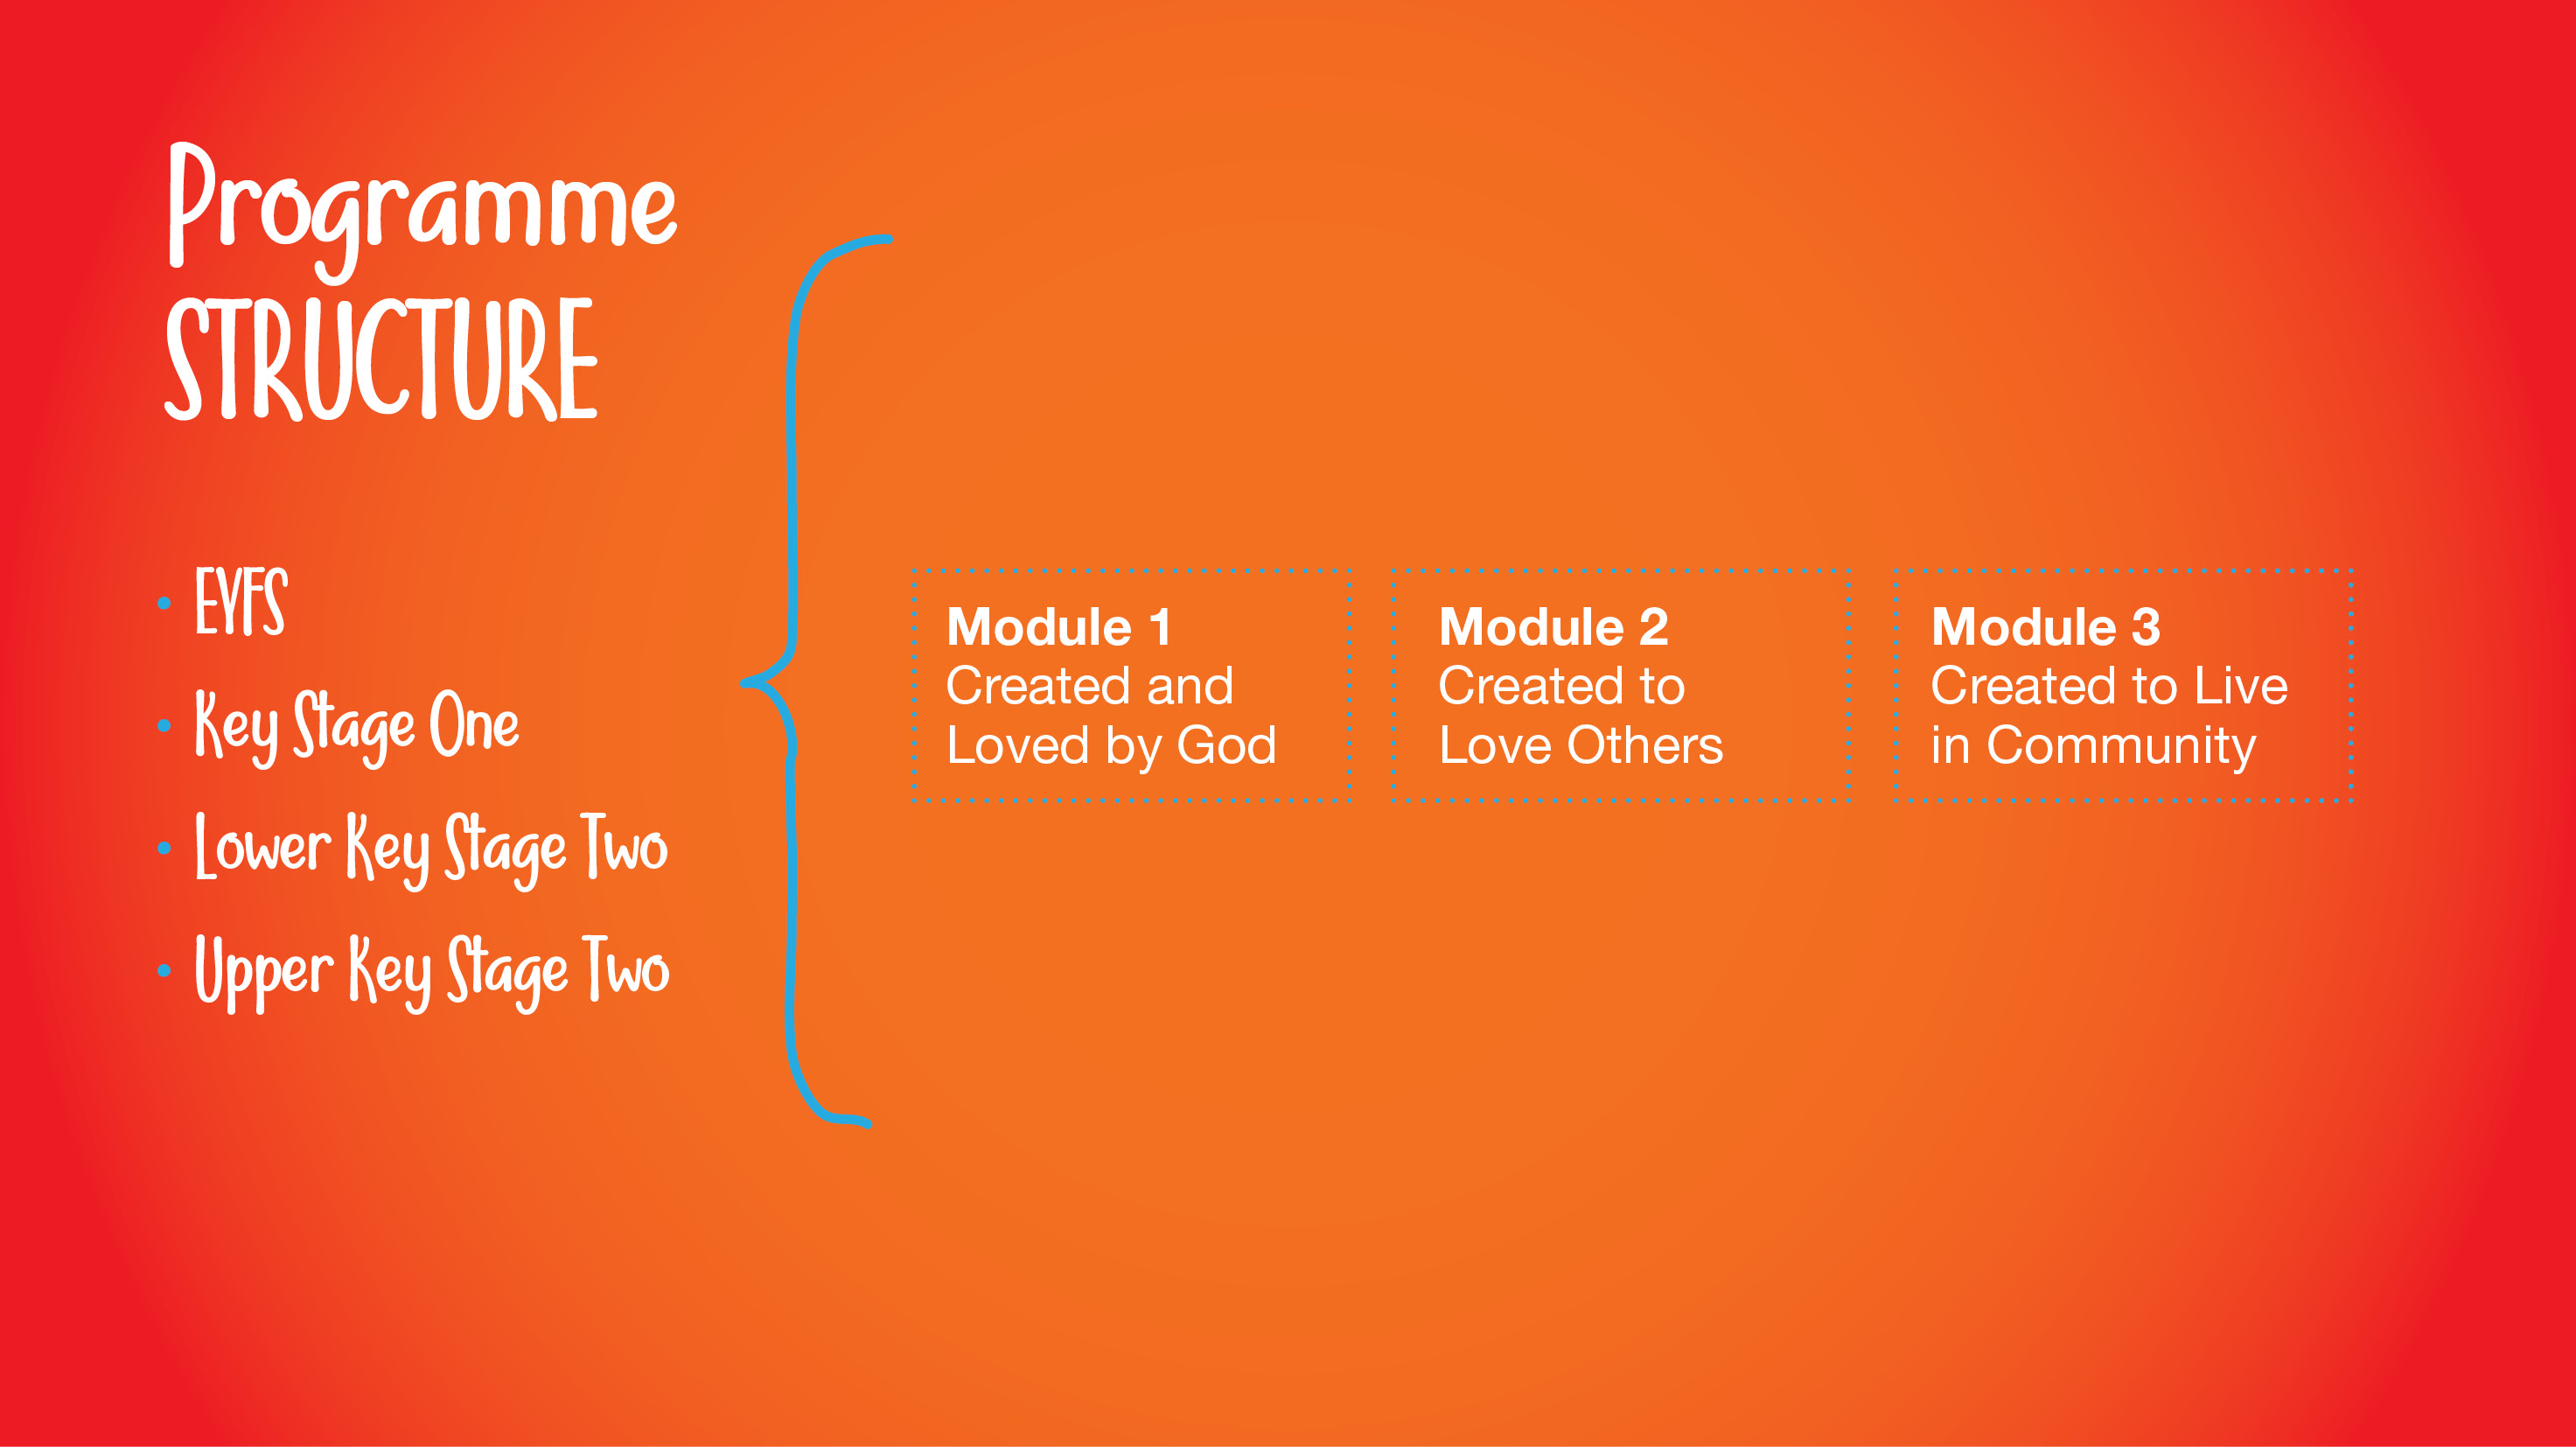 Programme
STRUCTURE
• EYFS
• Key Stage One
• Lower Key Stage Two
• Upper Key Stage Two
Module 1
Created and
Loved by God
Module 2
Created to
Love Others
Module 3
Created to Live
in Community